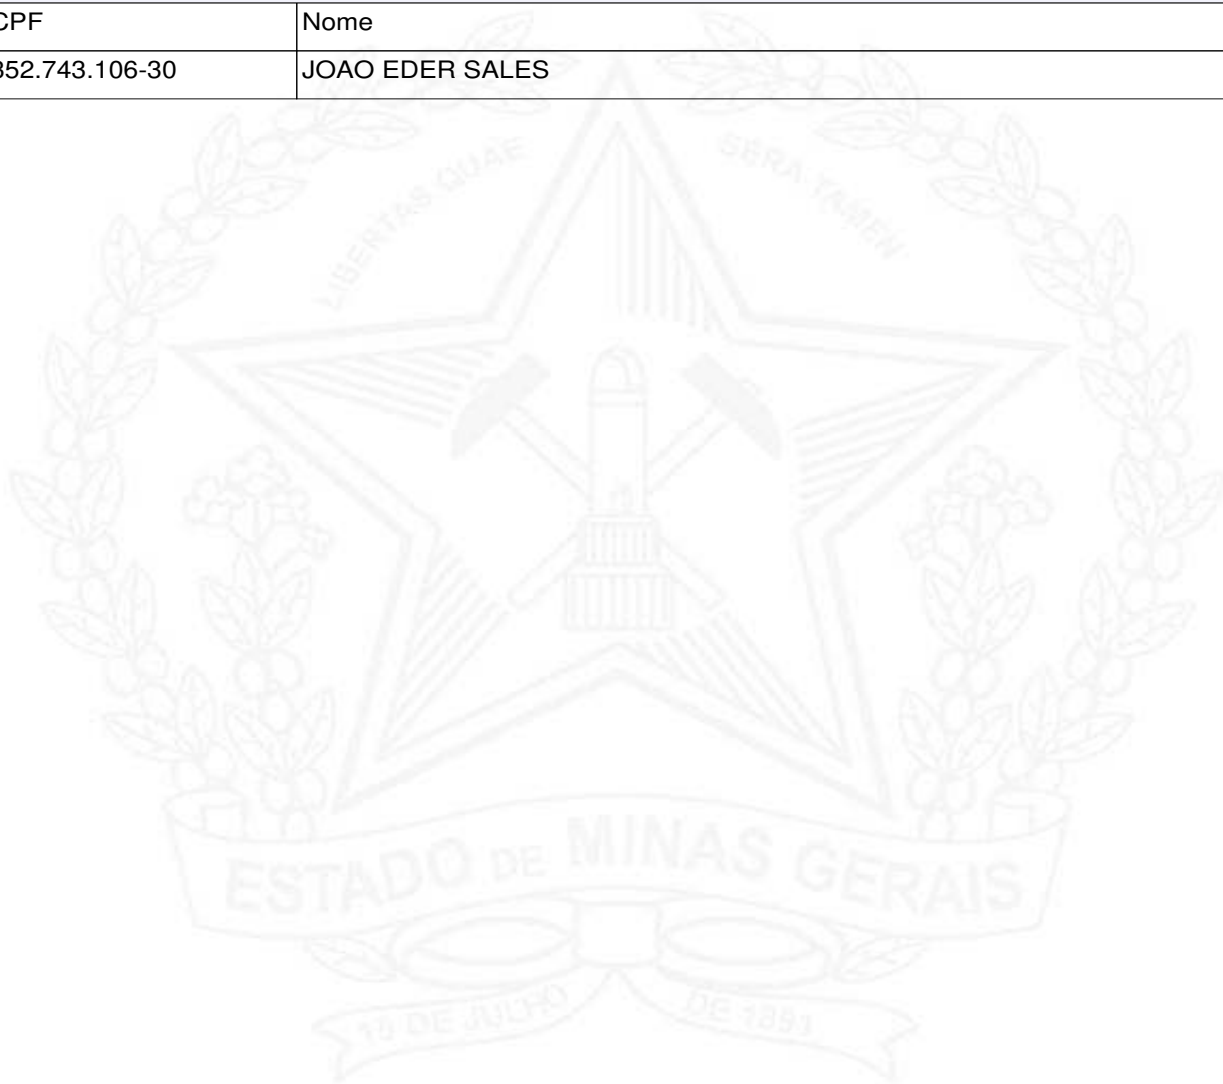 CPF Nome
352.743.106-30 JOAO EDER SALES
LIBERTAS QUAE SERA TAMEN
ESTADO DE MINAS GERAIS
15 DE JULHO DE 1891